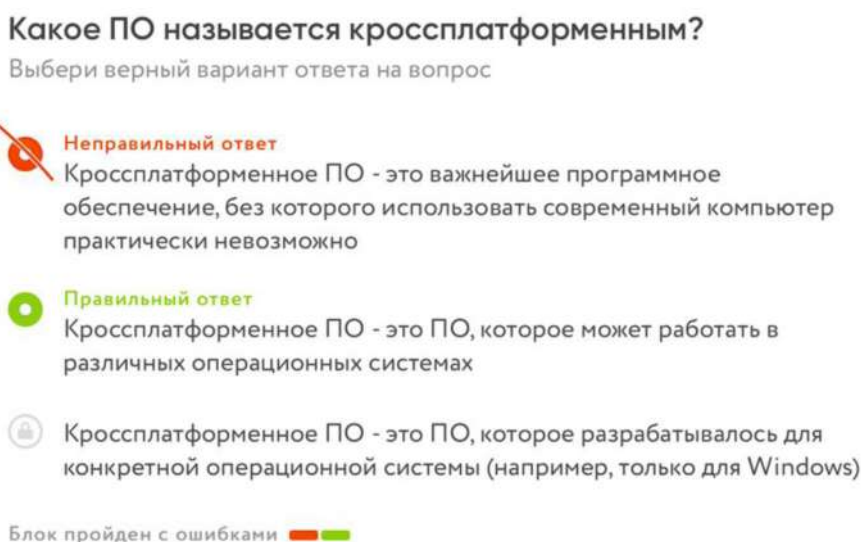 Какое ПО называется кроссплатформенным?
Выбери верный вариант ответа на вопрос
Неправильный ответ
Кроссплатформенное ПО - это важнейшее программное
обеспечение, без которого использовать современный компьютер
практически невозможно
Правильный ответ
Кроссплатформенное ПО - это ПО, которое может работать в
различных операционных системах
Кроссплатформенное ПО - это ПО, которое разрабатывалось для
конкретной операционной системы (например, только для Windows)
Блок пройден с ошибками